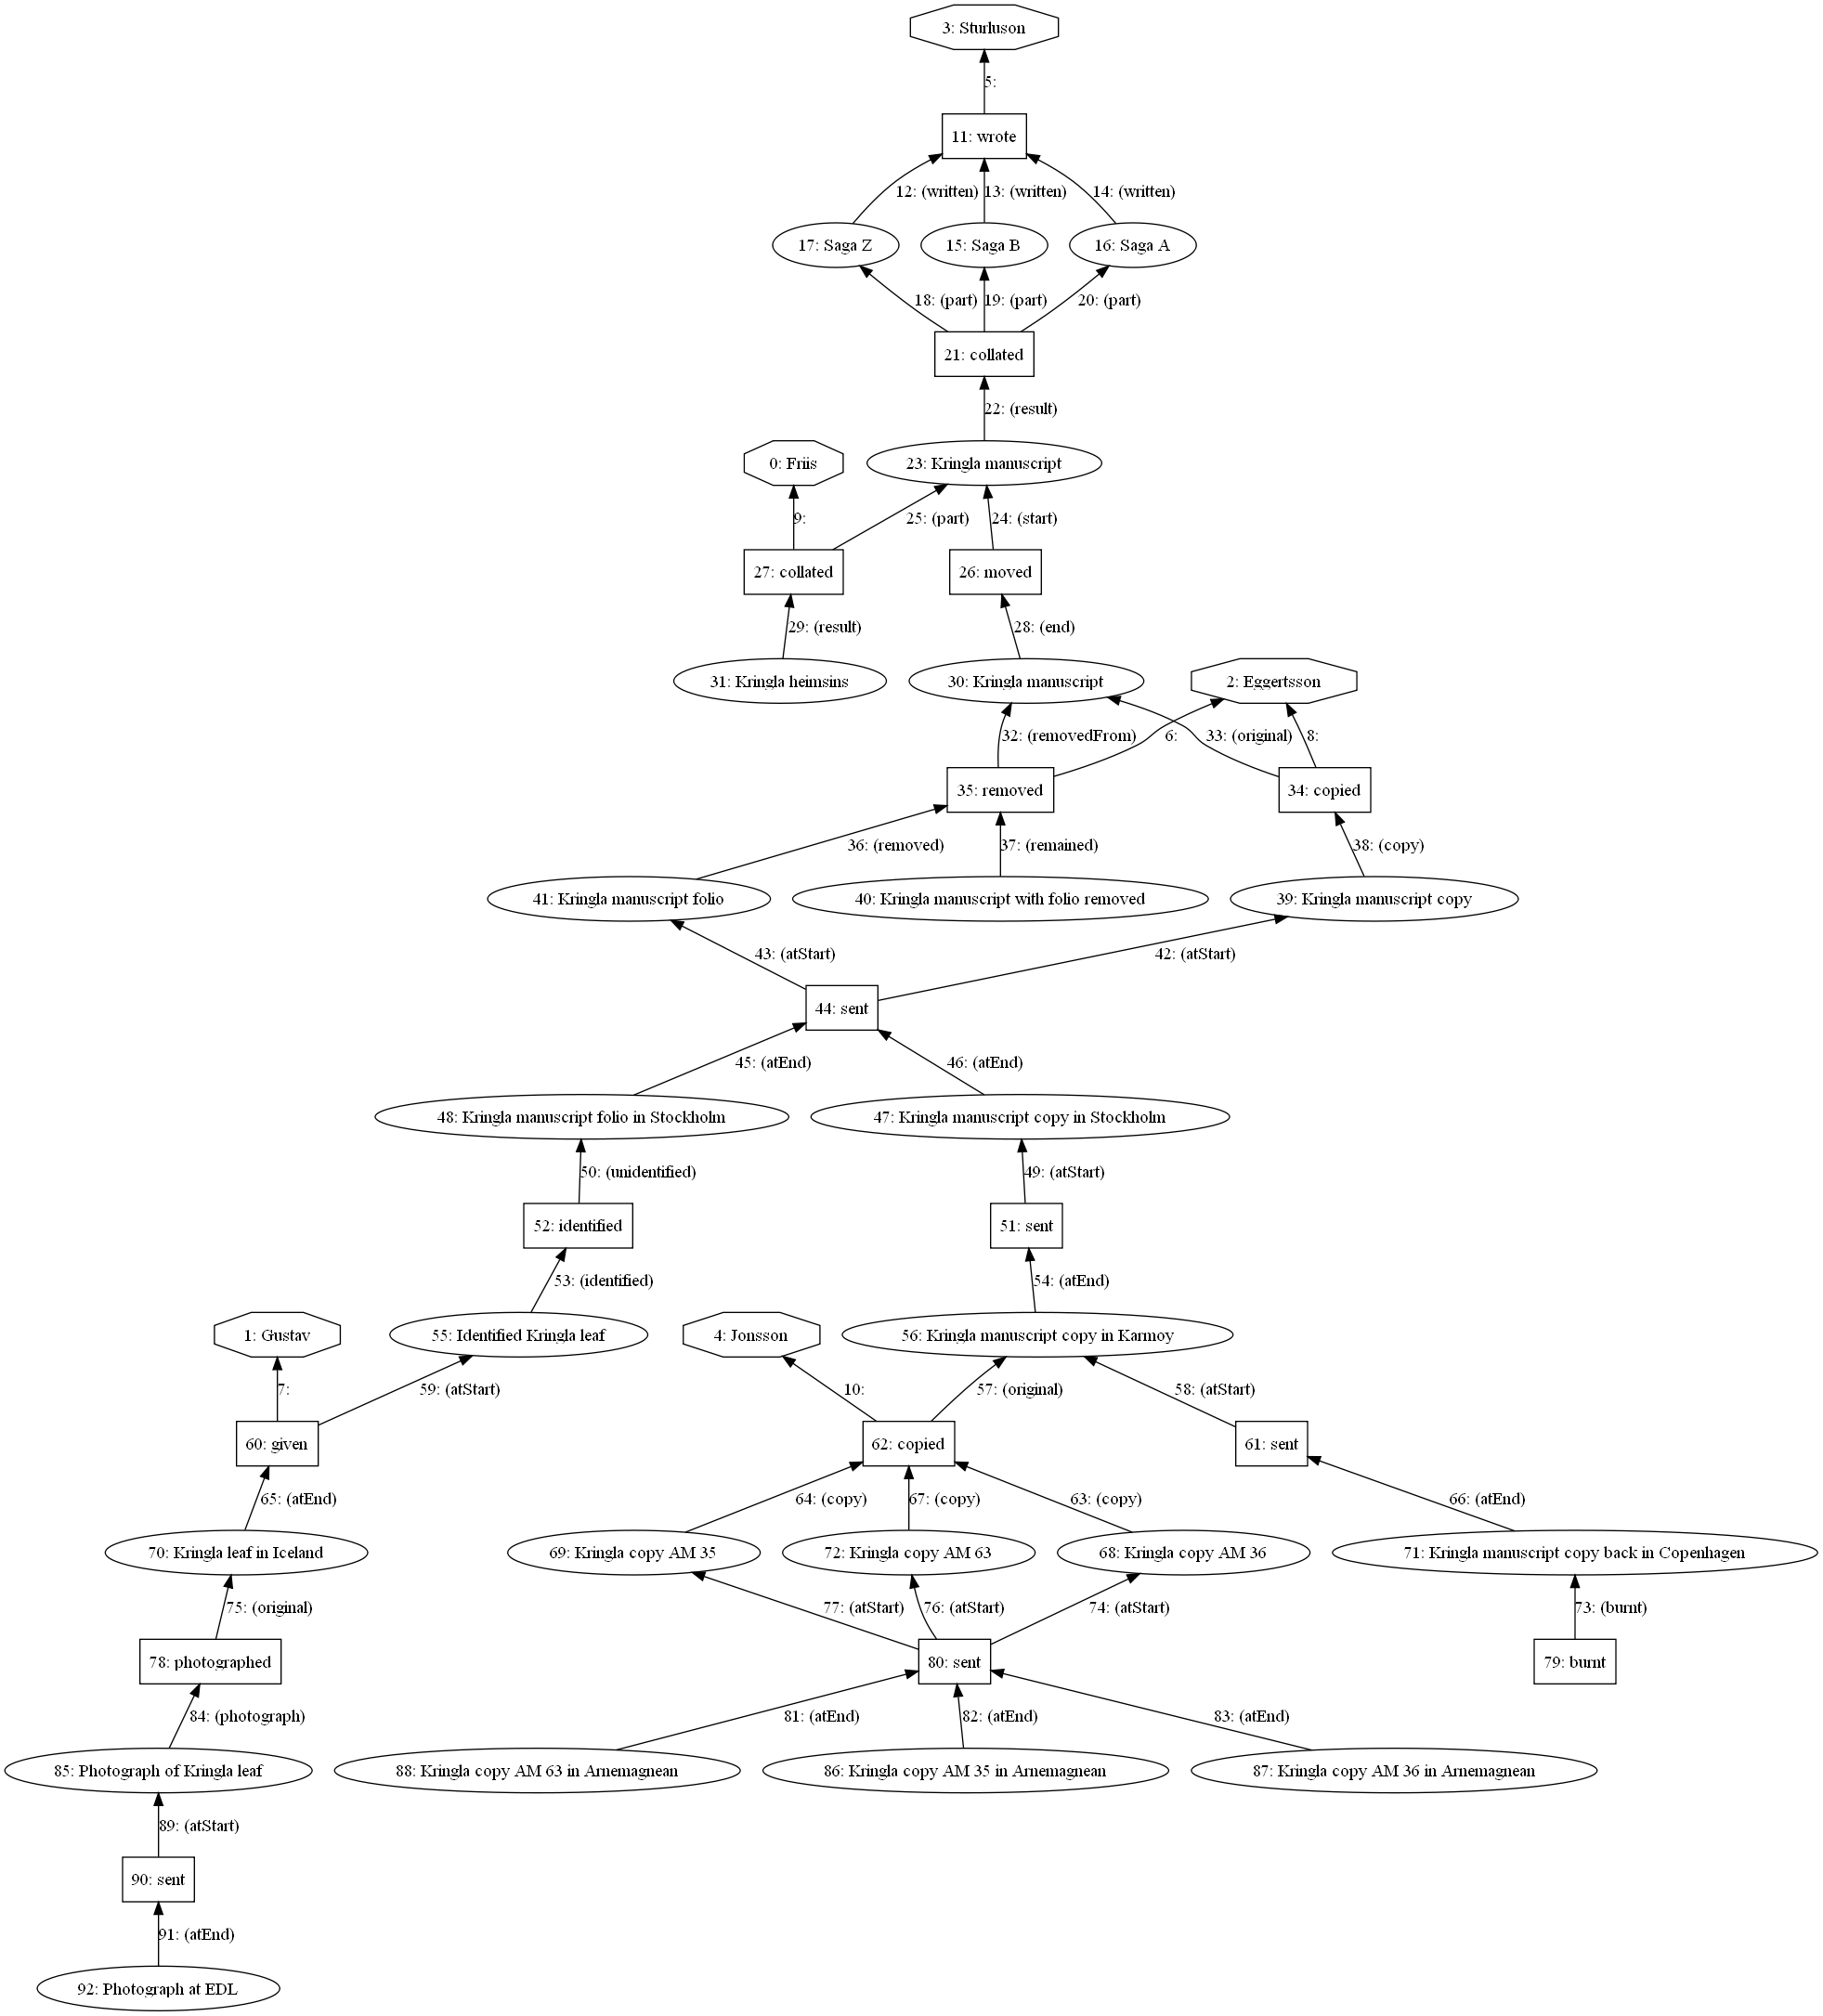 3: Sturluson
5:
11: wrote
12: (written)
13: (written)
14: (written)
17: Saga Z
15: Saga B
16: Saga A
18: (part)
19: (part)
20: (part)
21: collated
22: (result)
0: Friis
23: Kringla manuscript
9:
25: (part)
24: (start)
27: collated
26: moved
29: (result)
28: (end)
31: Kringla heimsins
30: Kringla manuscript
2: Eggertsson
32: (removedFrom)
6:
33: (original)
8:
35: removed
34: copied
36: (removed)
37: (remained)
38: (copy)
41: Kringla manuscript folio
40: Kringla manuscript with folio removed
39: Kringla manuscript copy
43: (atStart)
42: (atStart)
44: sent
45: (atEnd)
46: (atEnd)
48: Kringla manuscript folio in Stockholm
47: Kringla manuscript copy in Stockholm
50: (unidentified)
49: (atStart)
52: identified
51: sent
53: (identified)
54: (atEnd)
1: Gustav
55: Identified Kringla leaf
4: Jonsson
56: Kringla manuscript copy in Karmoy
7:
59: (atStart)
10:
57: (original)
58: (atStart)
60: given
62: copied
61: sent
65: (atEnd)
64: (copy)
67: (copy)
63: (copy)
66: (atEnd)
70: Kringla leaf in Iceland
69: Kringla copy AM 35
72: Kringla copy AM 63
68: Kringla copy AM 36
71: Kringla manuscript copy back in Copenhagen
75: (original)
77: (atStart)
76: (atStart)
74: (atStart)
73: (burnt)
78: photographed
80: sent
79: burnt
84: (photograph)
81: (atEnd)
82: (atEnd)
83: (atEnd)
85: Photograph of Kringla leaf
88: Kringla copy AM 63 in Arnemagnean
86: Kringla copy AM 35 in Arnemagnean
87: Kringla copy AM 36 in Arnemagnean
89: (atStart)
90: sent
91: (atEnd)
92: Photograph at EDL